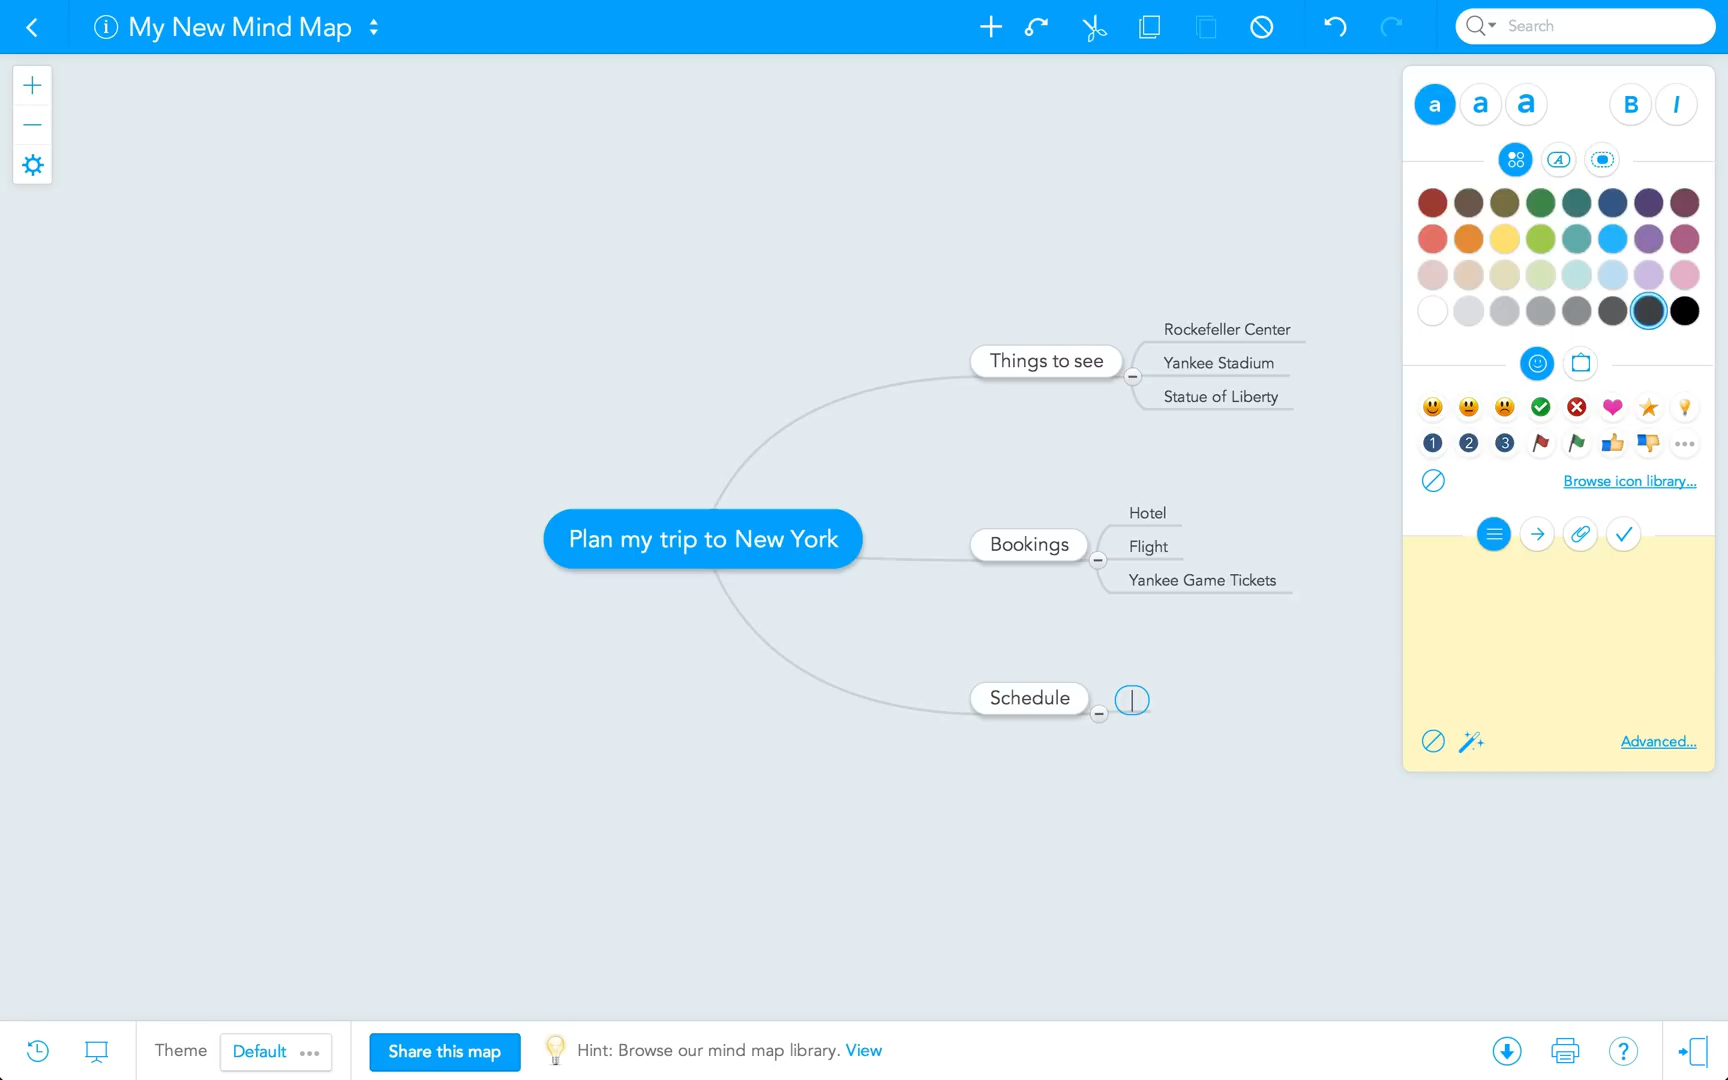 My New Mind Map
Search
a a a B I
A
Things to see
Rockefeller Center
Yankee Stadium
Statue of Liberty
Plan my trip to New York
Bookings
Hotel
Flight
Yankee Game Tickets
Schedule
1 2 3
Browse icon library...
Advanced...
Theme
Default
Share this map
Hint: Browse our mind map library. View
?